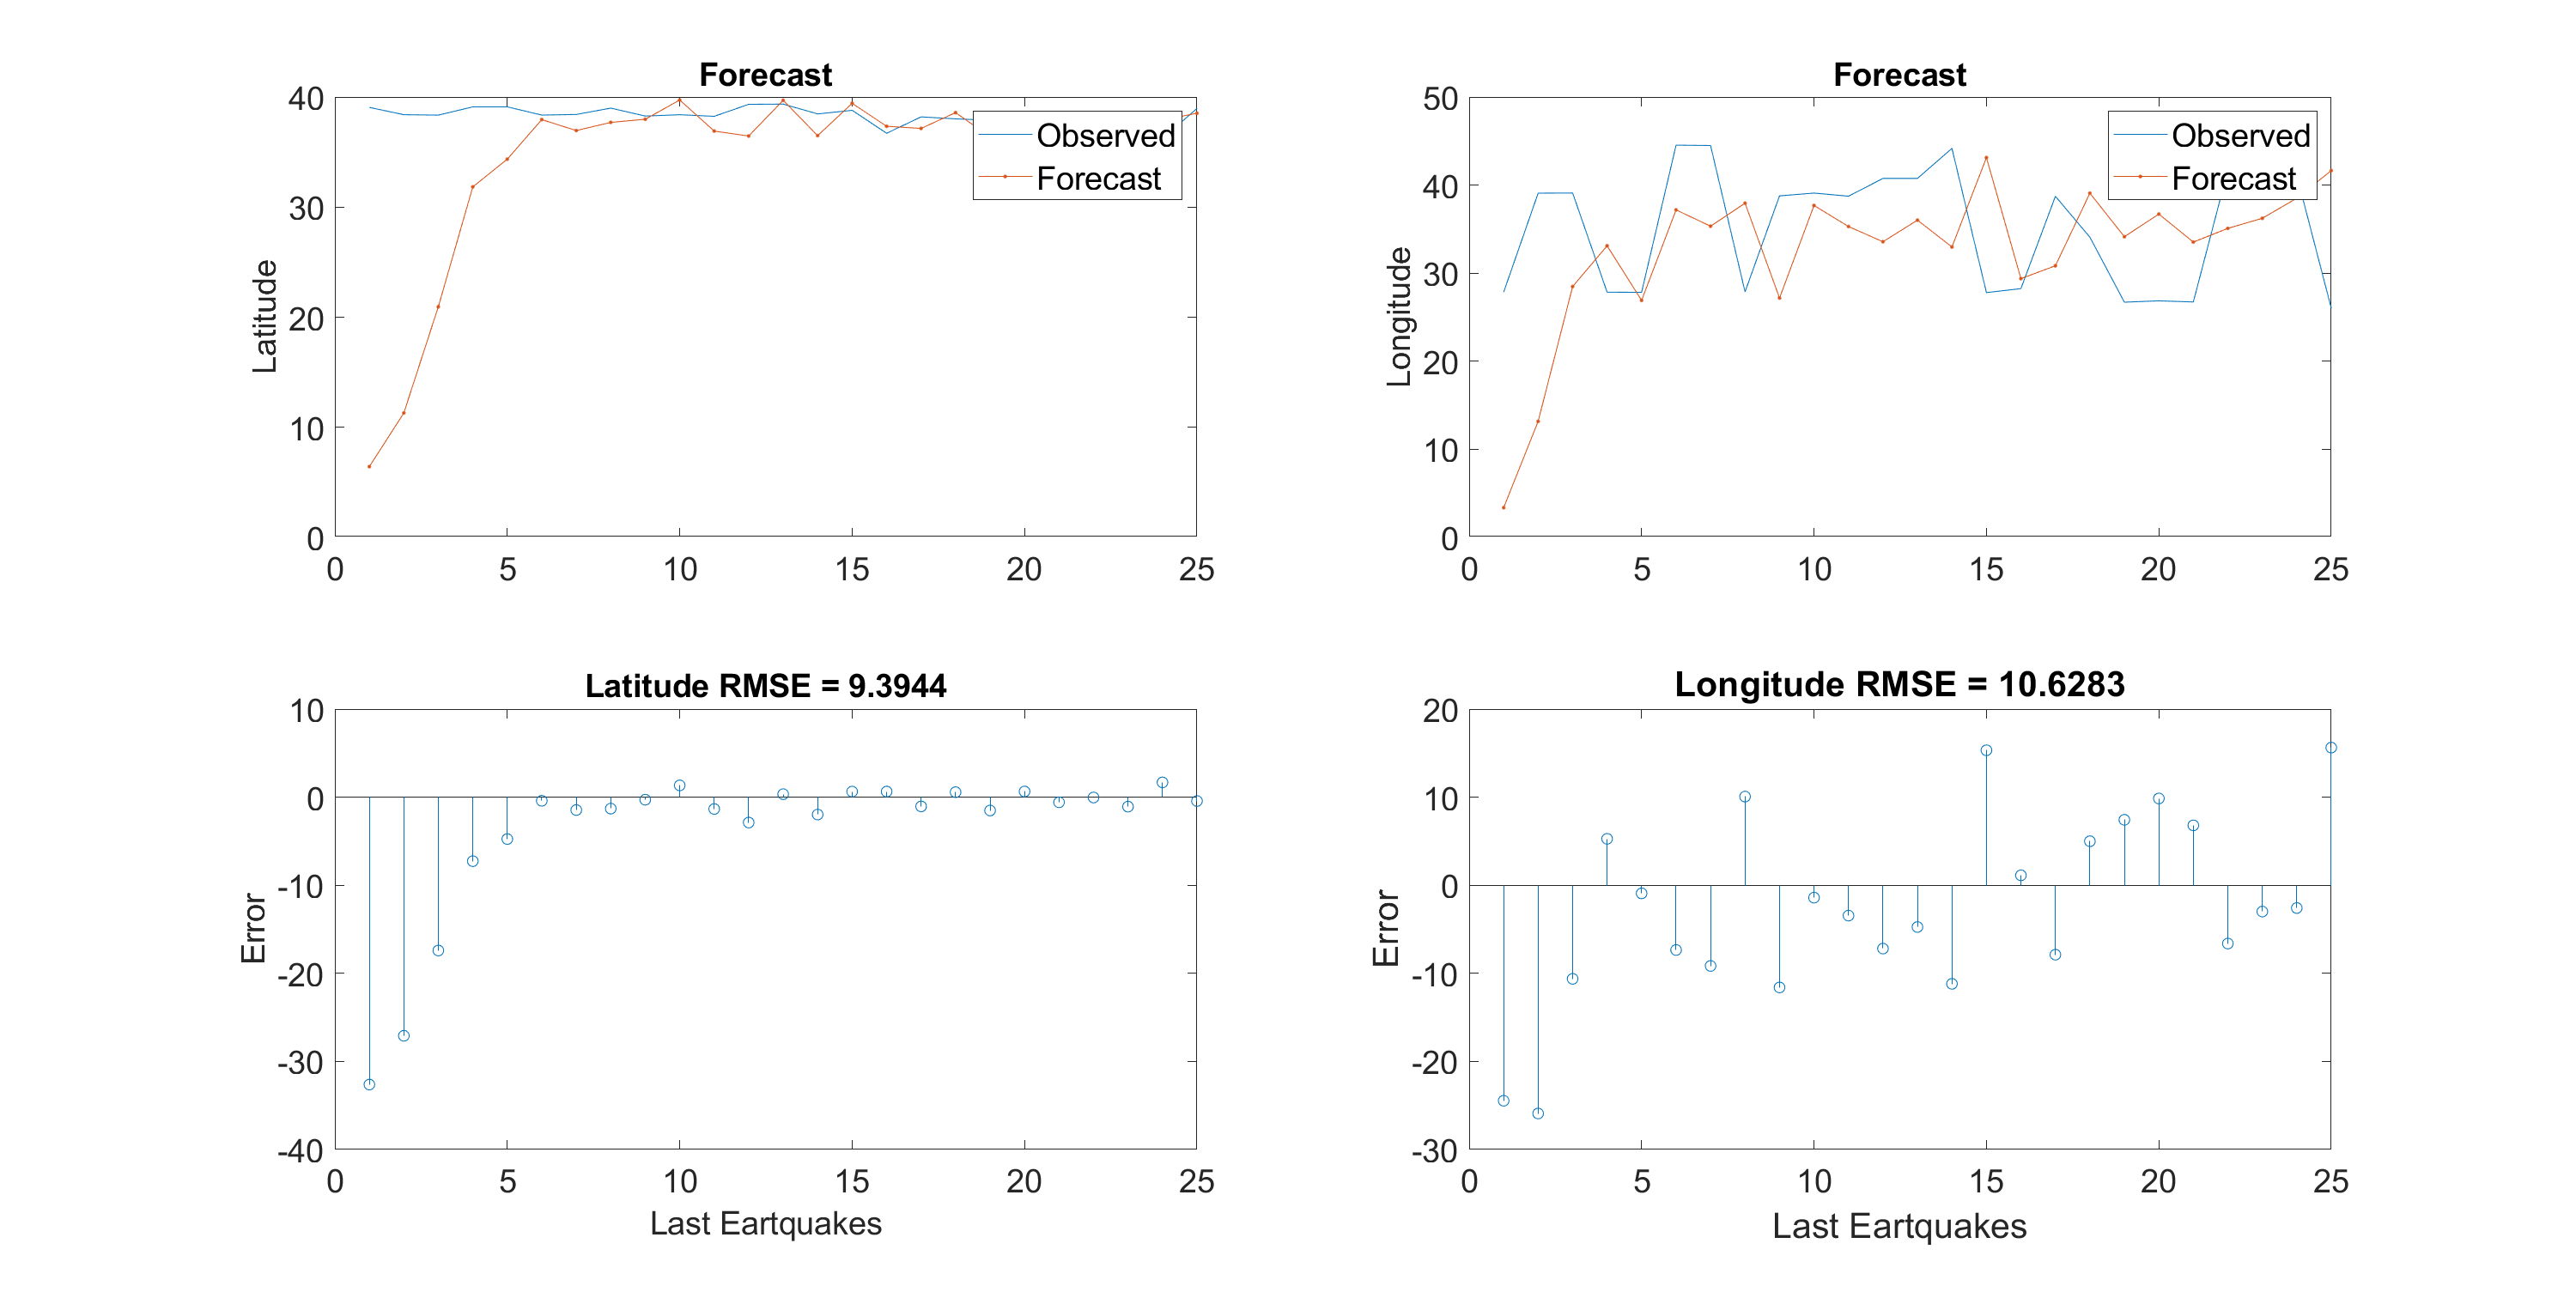 Forecast
40
30
20
10
0
Latitude
Observed
Forecast
0 5 10 15 20 25
Forecast
50
40
30
20
10
0
Longitude
Observed
Forecast
0 5 10 15 20 25
Latitude RMSE = 9.3944
10
0
-10
-20
-30
-40
Error
0 5 10 15 20 25
Last Eartquakes
Longitude RMSE = 10.6283
20
10
0
-10
-20
-30
Error
0 5 10 15 20 25
Last Eartquakes